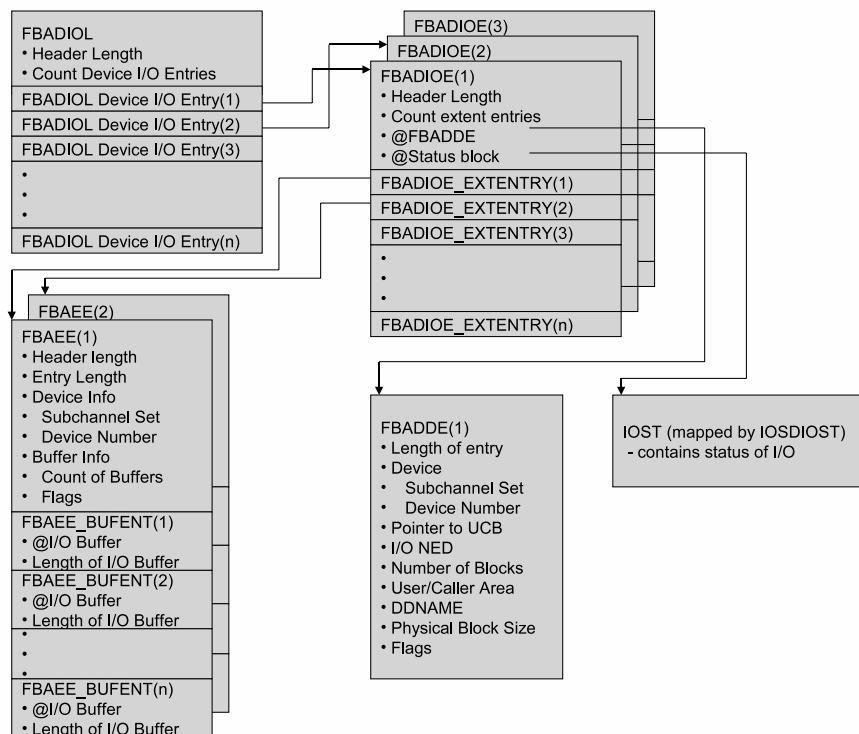 FBADIOL
• Header Length
• Count Device I/O Entries
FBADIOL Device I/O Entry(1)
FBADIOL Device I/O Entry(2)
FBADIOL Device I/O Entry(3)
•
•
•
FBADIOL Device I/O Entry(n)
FBADIOE(3)
FBADIOE(2)
FBADIOE(1)
• Header Length
• Count extent entries
• @FBADDE
• @Status block
FBADIOE_EXTENTRY(1)
FBADIOE_EXTENTRY(2)
FBADIOE_EXTENTRY(3)
•
•
•
FBADIOE_EXTENTRY(n)
FBAEE(2)
FBAEE(1)
• Header length
• Entry Length
• Device Info
• Subchannel Set
• Device Number
• Buffer Info
• Count of Buffers
• Flags
FBAEE_BUFENT(1)
• @I/O Buffer
• Length of I/O Buffer
FBAEE_BUFENT(2)
• @I/O Buffer
• Length of I/O Buffer
•
•
•
FBAEE_BUFENT(n)
• @I/O Buffer
• Length of I/O Buffer
FBADDE(1)
• Length of entry
• Device
• Subchannel Set
• Device Number
• Pointer to UCB
• I/O NED
• Number of Blocks
• User/Caller Area
• DDNAME
• Physical Block Size
• Flags
IOST (mapped by IOSDIOST)
- contains status of I/O